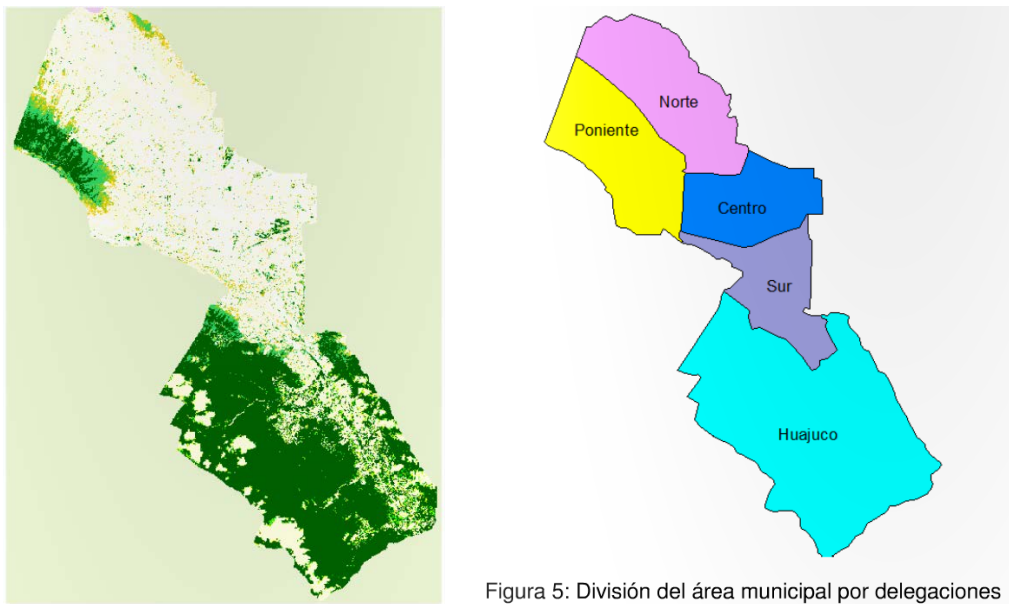 Norte
Poniente
Centro
Sur
Huajuco
Figura 5: División del área municipal por delegaciones